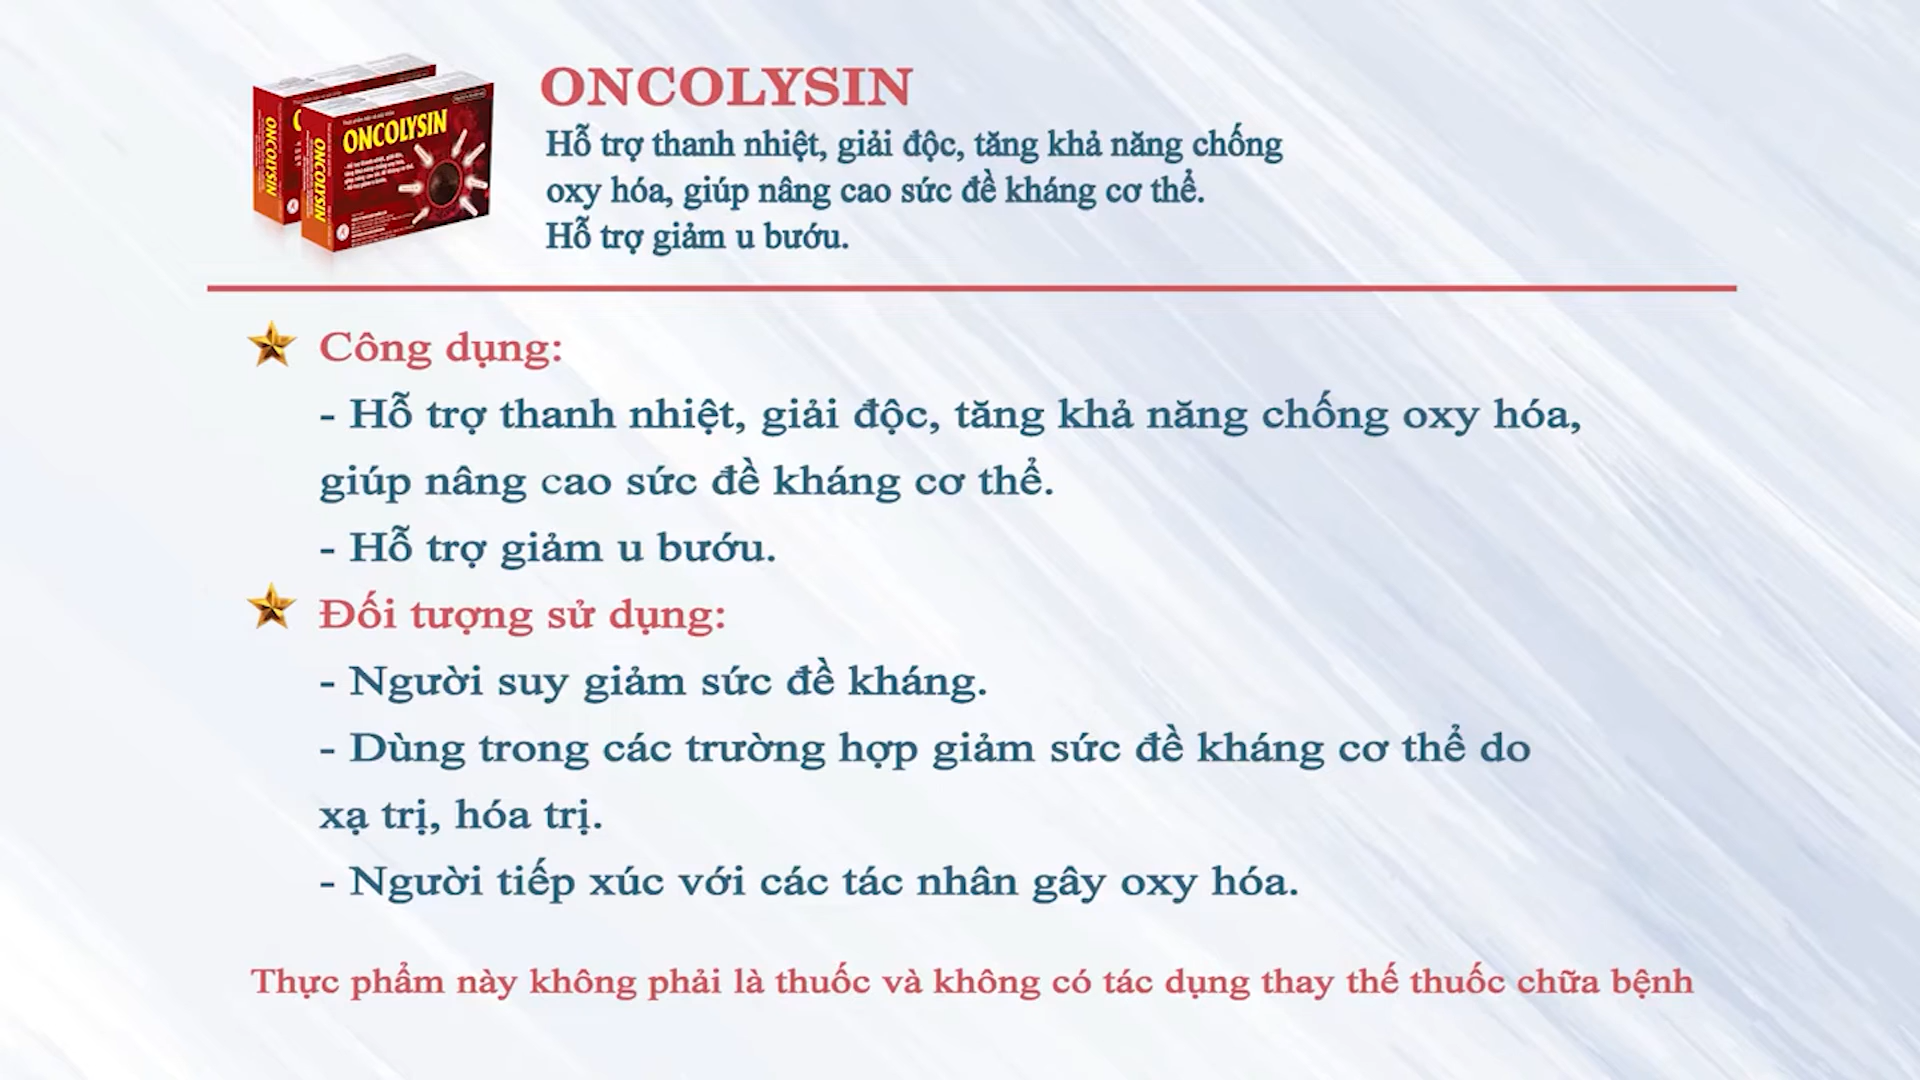 ONCOLYSIN
Hỗ trợ thanh nhiệt, giải độc, tăng khả năng chống
oxy hóa, giúp nâng cao sức đề kháng cơ thể.
Hỗ trợ giảm u bướu.
ONCOLYSIN
ONCOLYSIN
ONCOLYSIN
Công dụng:
- Hỗ trợ thanh nhiệt, giải độc, tăng khả năng chống oxy hóa,
giúp nâng cao sức đề kháng cơ thể.
- Hỗ trợ giảm u bướu.
Đối tượng sử dụng:
- Người suy giảm sức đề kháng.
- Dùng trong các trường hợp giảm sức đề kháng cơ thể do
xạ trị, hóa trị.
- Người tiếp xúc với các tác nhân gây oxy hóa.
Thực phẩm này không phải là thuốc và không có tác dụng thay thế thuốc chữa bệnh